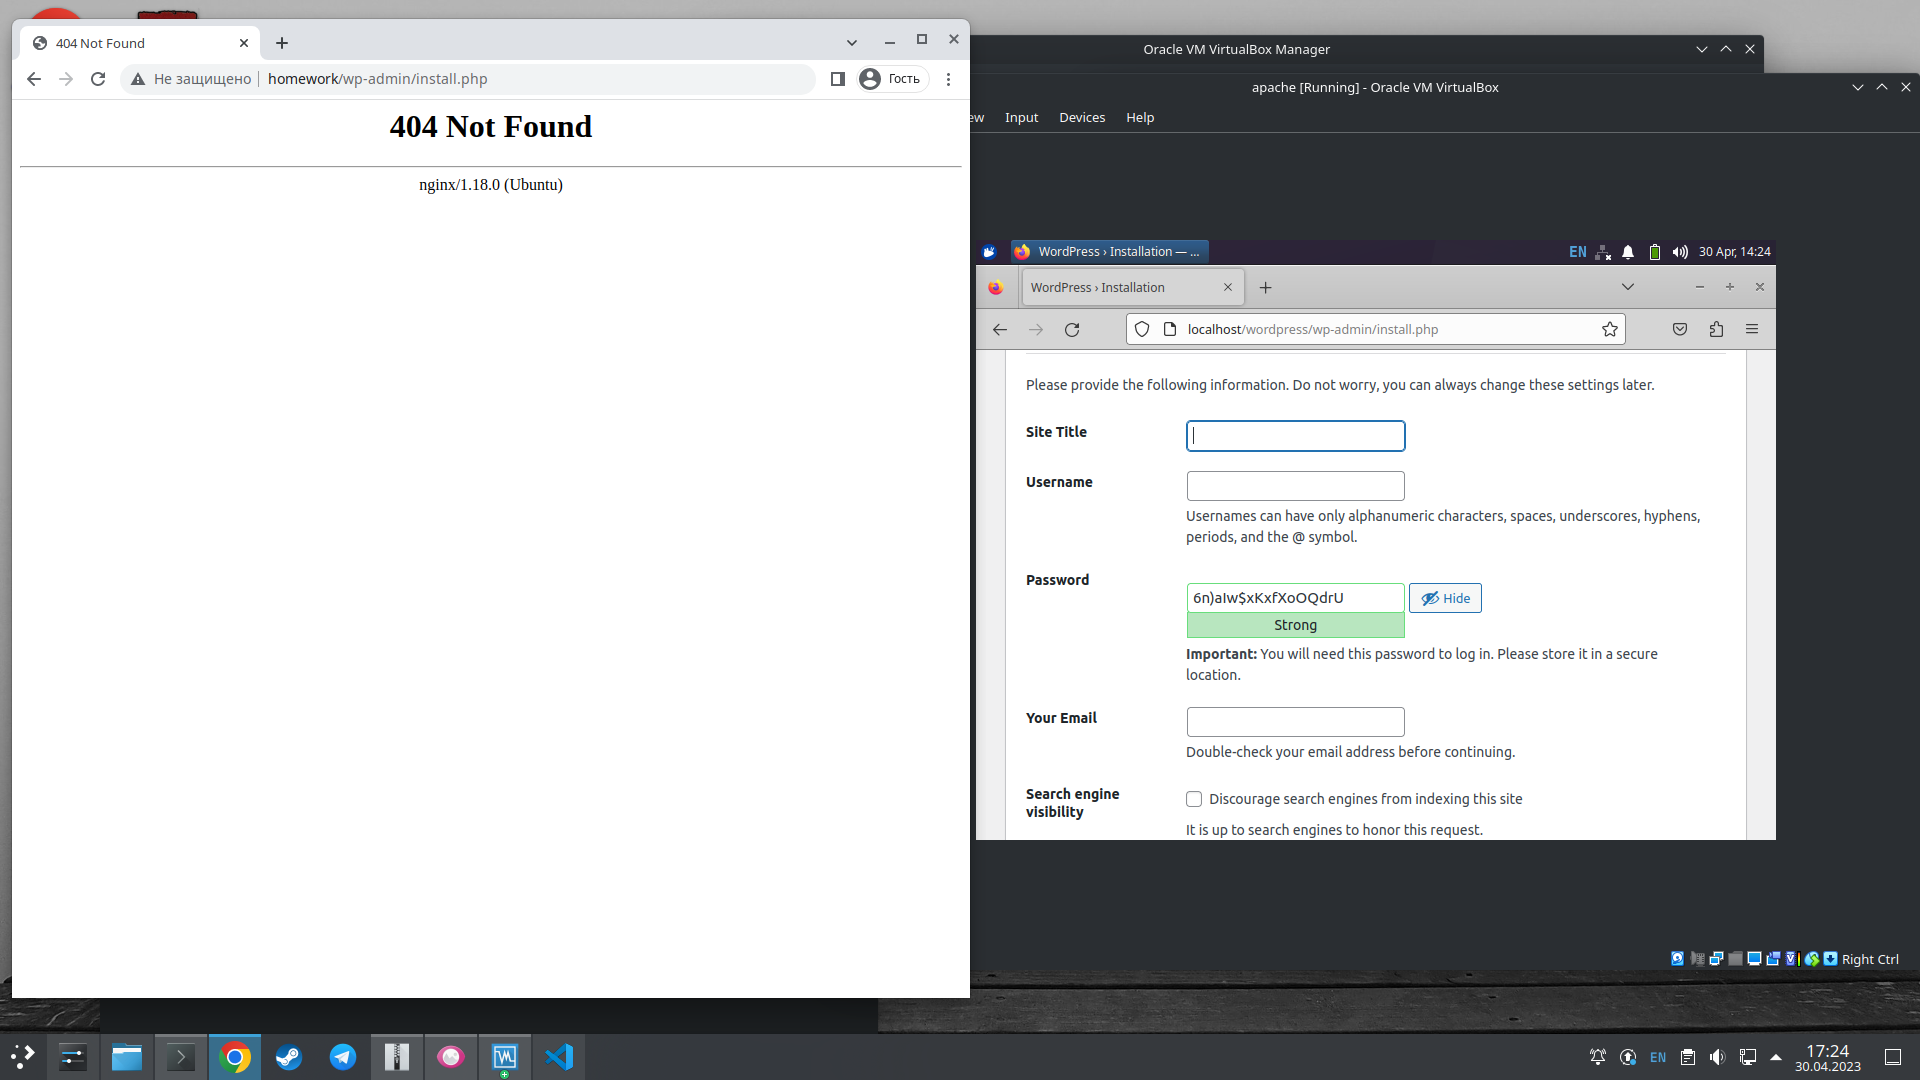 404 Not Found
Не защищено
homework/wp-admin/install.php
Гость
404 Not Found
nginx/1.18.0 (Ubuntu)
Oracle VM VirtualBox Manager
apache [Running] - Oracle VM VirtualBox
ew Input Devices Help
WordPress › Installation — ...
EN
30 Apr, 14:24
WordPress › Installation
localhost/wordpress/wp-admin/install.php
Please provide the following information. Do not worry, you can always change these settings later.
Site Title
Username
Usernames can have only alphanumeric characters, spaces, underscores, hyphens,
periods, and the @ symbol.
Password
6n)aIw$xKxfXoOQdrU
Hide
Strong
Important: You will need this password to log in. Please store it in a secure
location.
Your Email
Double-check your email address before continuing.
Search engine
visibility
Discourage search engines from indexing this site
It is up to search engines to honor this request.
Right Ctrl
EN
17:24
30.04.2023